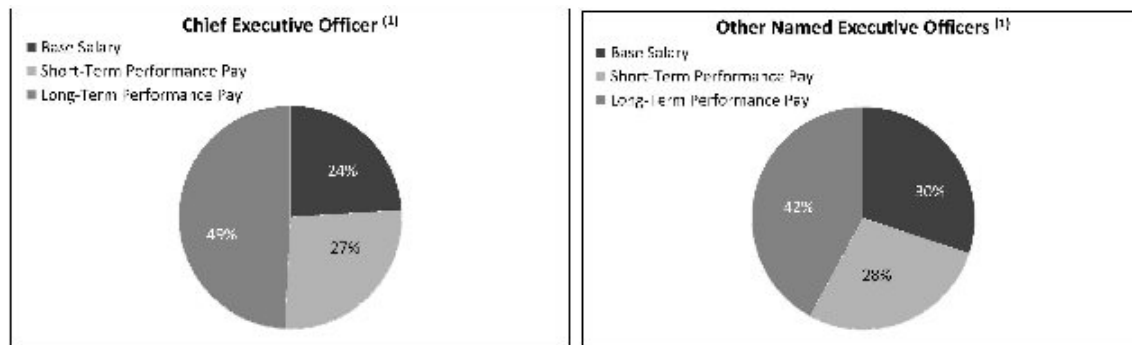 Chief Executive Officer (1)
Base Salary
Short-Term Performance Pay
Long-Term Performance Pay
24%
49%
27%
Other Named Executive Officers (1)
Base Salary
Short-Term Performance Pay
Long-Term Performance Pay
30%
42%
28%